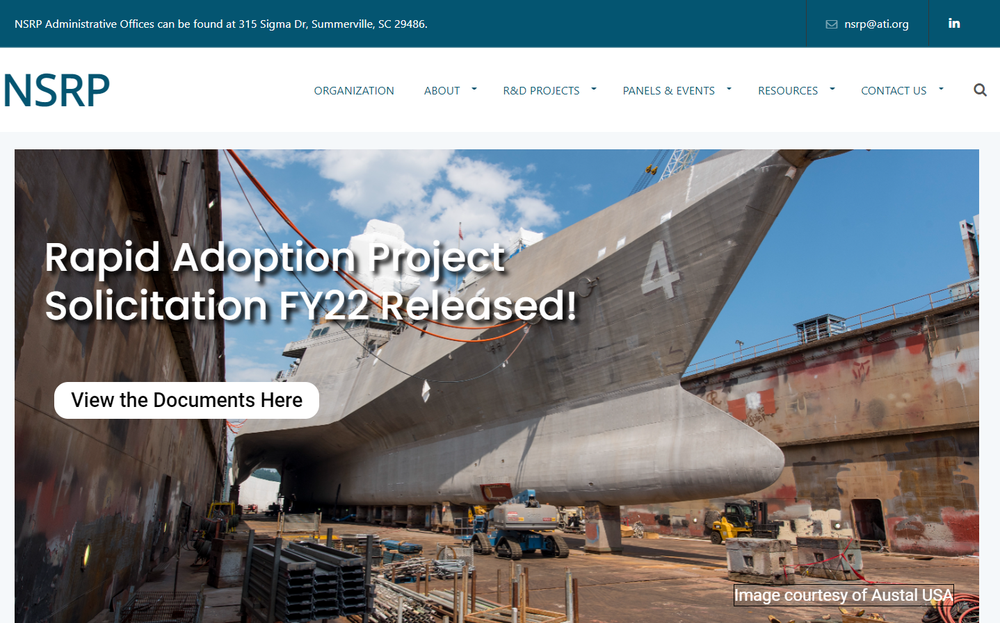 NSRP Administrative Offices can be found at 315 Sigma Dr, Summerville, SC 29486.
nsrp@ati.org
in
NSRP
ORGANIZATION
ABOUT
R&D PROJECTS
PANELS & EVENTS
RESOURCES
CONTACT US
Rapid Adoption Project
Solicitation FY22 Released!
4
View the Documents Here
Image courtesy of Austal USA